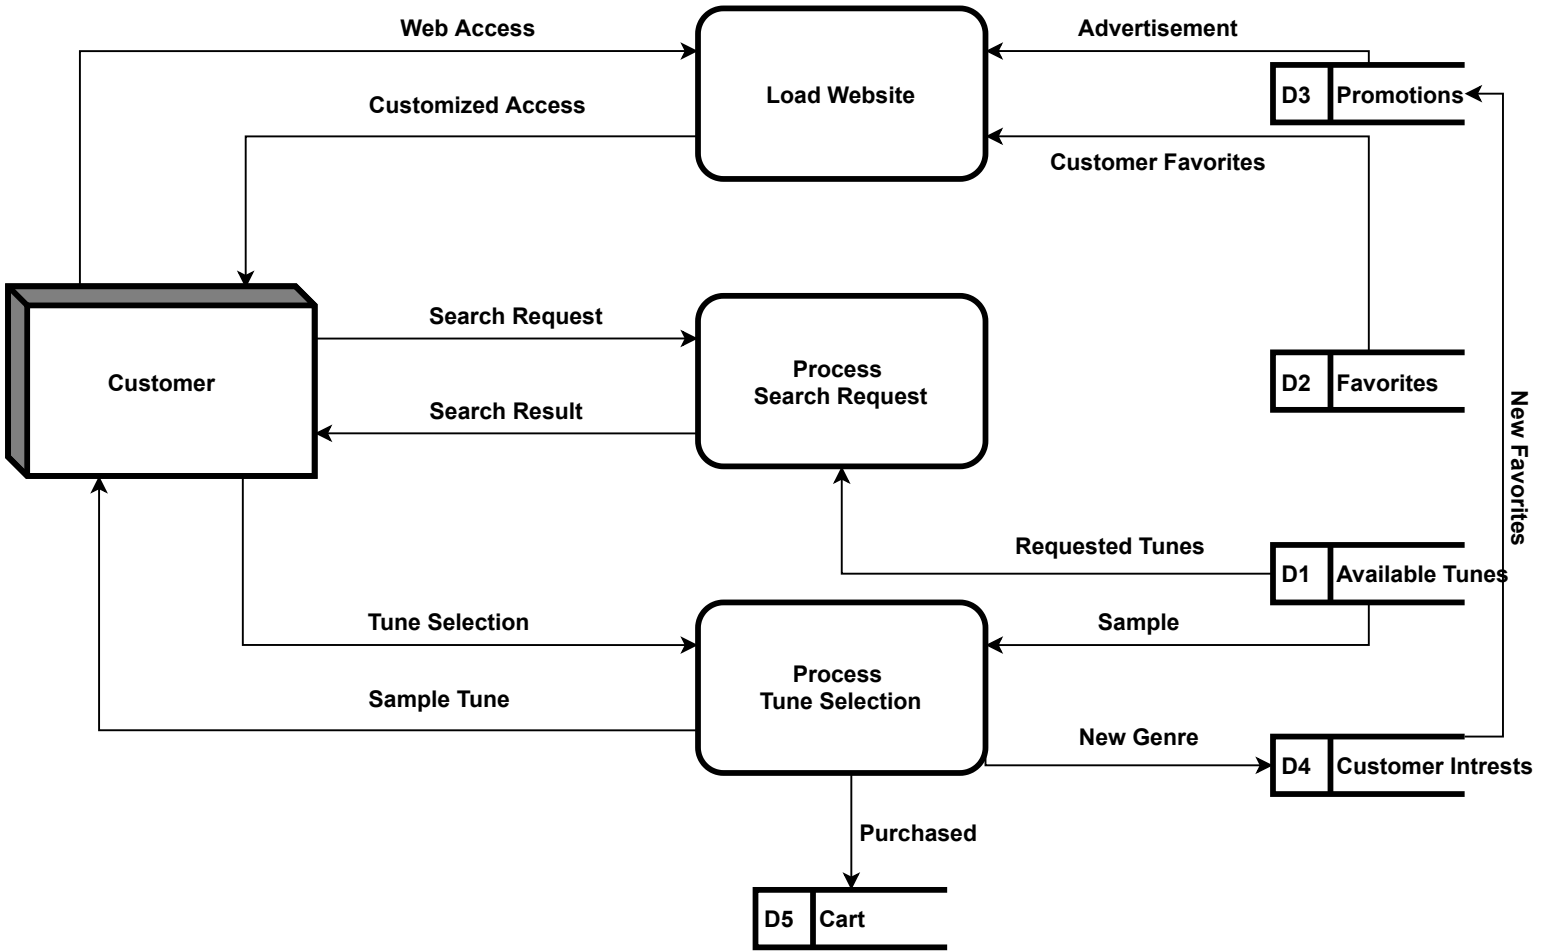 Web Access
Advertisement
Load Website
D3 Promotions
Customized Access
Customer Favorites
Search Request
Customer
Process
Search Request
D2 Favorites
Search Result
New Favorites
Requested Tunes
D1 Available Tunes
Tune Selection
Sample
Process
Tune Selection
Sample Tune
New Genre
D4 Customer Intrests
Purchased
D5 Cart